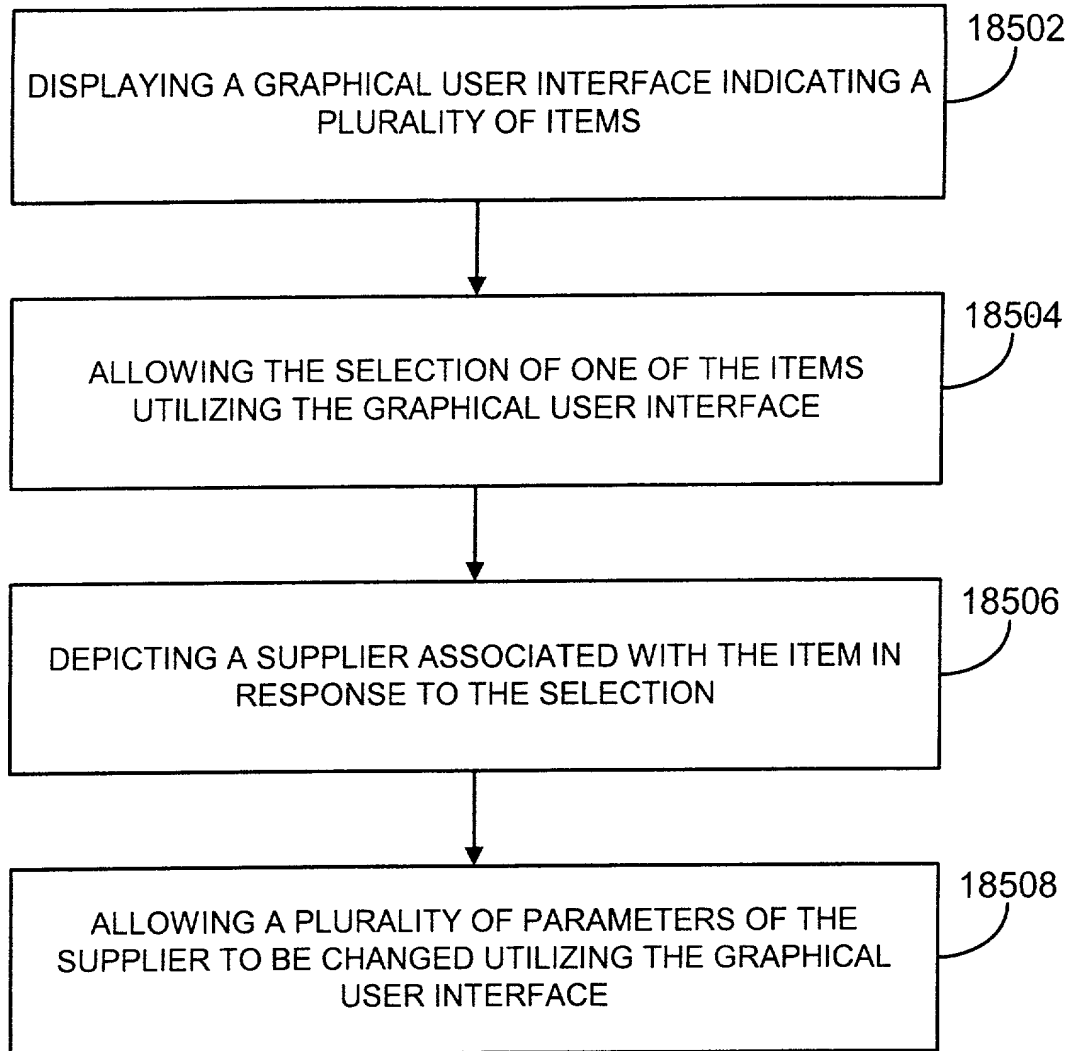 18502
DISPLAYING A GRAPHICAL USER INTERFACE INDICATING A
PLURALITY OF ITEMS
18504
ALLOWING THE SELECTION OF ONE OF THE ITEMS
UTILIZING THE GRAPHICAL USER INTERFACE
18506
DEPICTING A SUPPLIER ASSOCIATED WITH THE ITEM IN
RESPONSE TO THE SELECTION
18508
ALLOWING A PLURALITY OF PARAMETERS OF THE
SUPPLIER TO BE CHANGED UTILIZING THE GRAPHICAL
USER INTERFACE